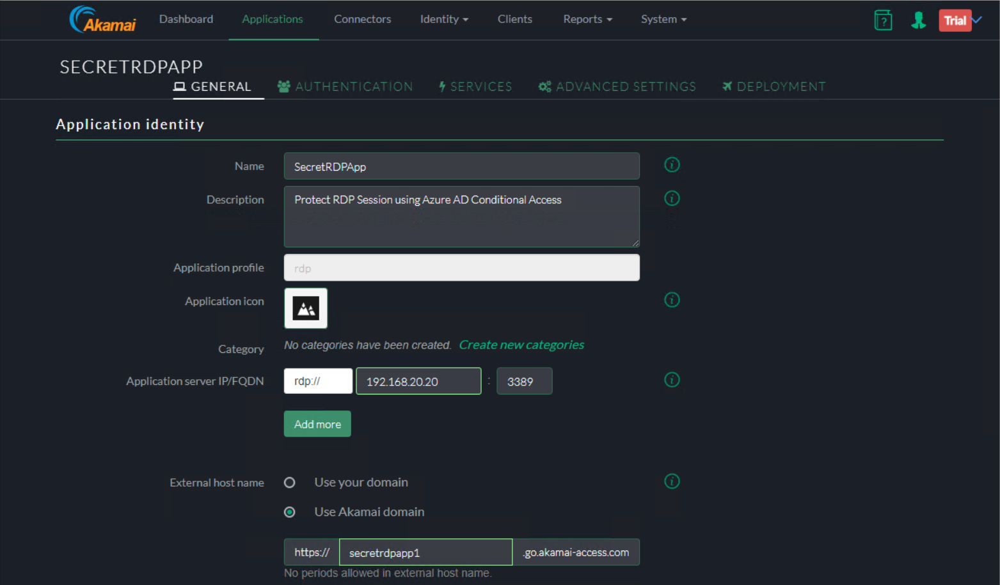 Akamai Dashboard Applications Connectors Identity Clients Reports System ? Trial
SECRETRDPAPP
GENERAL AUTHENTICATION SERVICES ADVANCED SETTINGS DEPLOYMENT
Application identity
Name SecretRDPApp i
Description Protect RDP Session using Azure AD Conditional Access i
Application profile rdp
Application icon i
Category No categories have been created. Create new categories
Application server IP/FQDN rdp:// 192.168.20.20 : 3389 i
Add more
External host name Use your domain i
Use Akamai domain
https:// secretrdpapp1 .go.akamai-access.com
No periods allowed in external host name.